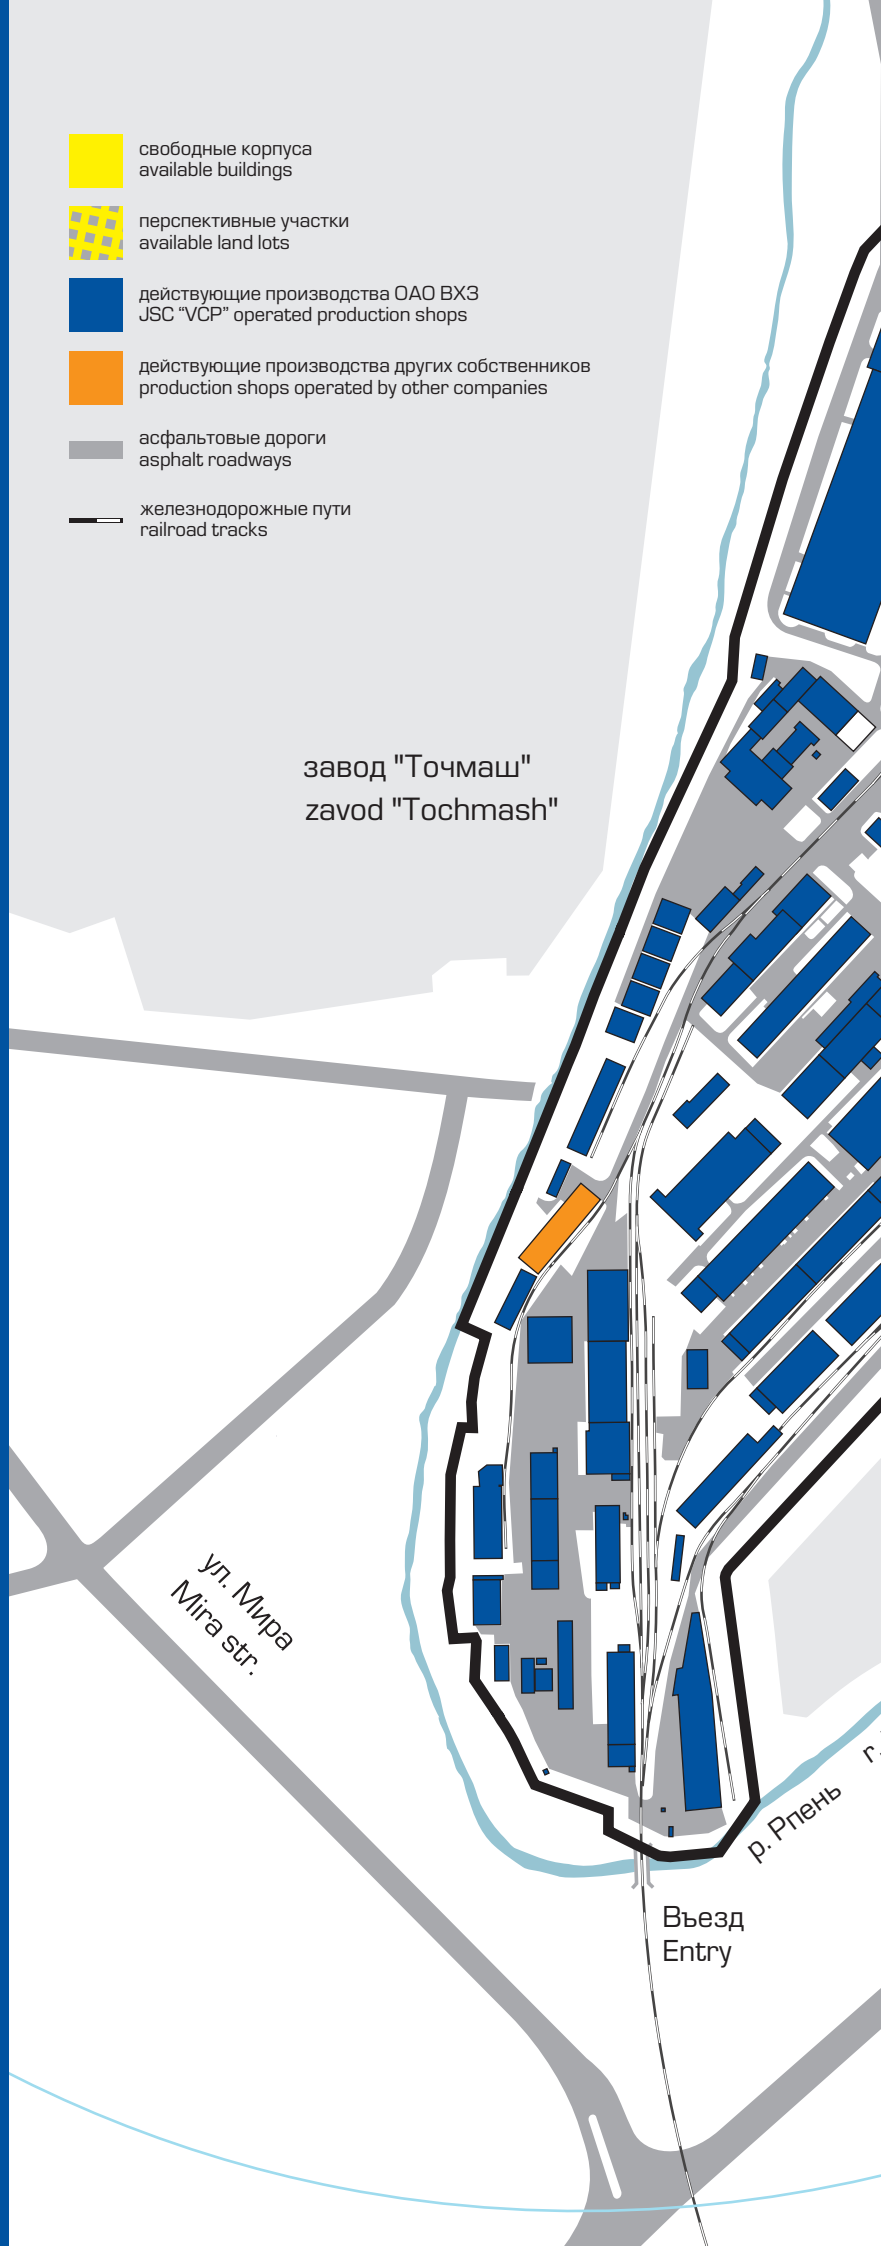 свободные корпуса
available buildings
перспективные участки
available land lots
действующие производства ОАО ВХЗ
JSC “VCP” operated production shops
действующие производства других собственников
production shops operated by other companies
асфальтовые дороги
asphalt roadways
железнодорожные пути
railroad tracks
завод "Точмаш"
zavod "Tochmash"
ул. Мира
Mira str.
р. Рпень
r.
Въезд
Entry